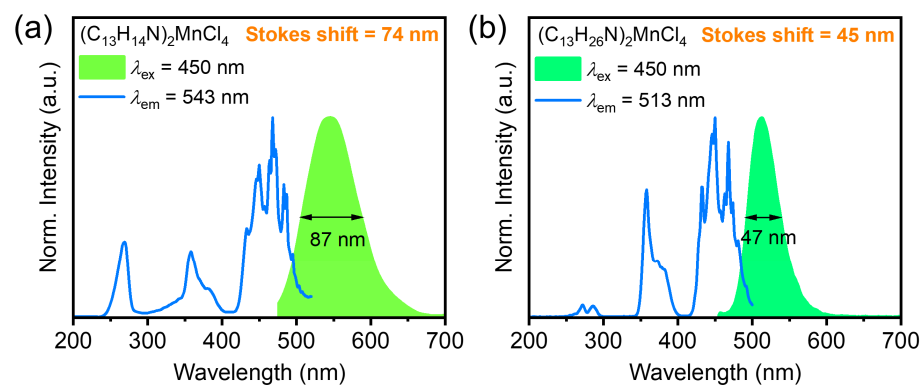 (a) (C₁₃H₁₄N)₂MnCl₄ Stokes shift = 74 nm
λex = 450 nm
λem = 543 nm
87 nm
Norm. Intensity (a.u.)
200 300 400 500 600 700
Wavelength (nm)
(b) (C₁₃H₂₆N)₂MnCl₄ Stokes shift = 45 nm
λex = 450 nm
λem = 513 nm
47 nm
Norm. Intensity (a.u.)
200 300 400 500 600 700
Wavelength (nm)